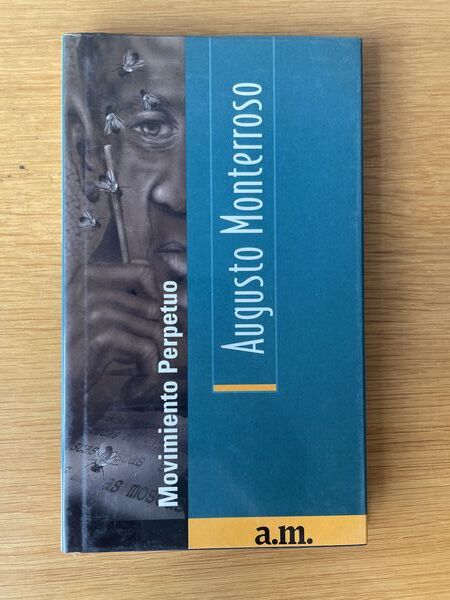 Movimiento Perpetuo
Augusto Monterroso
a.m.